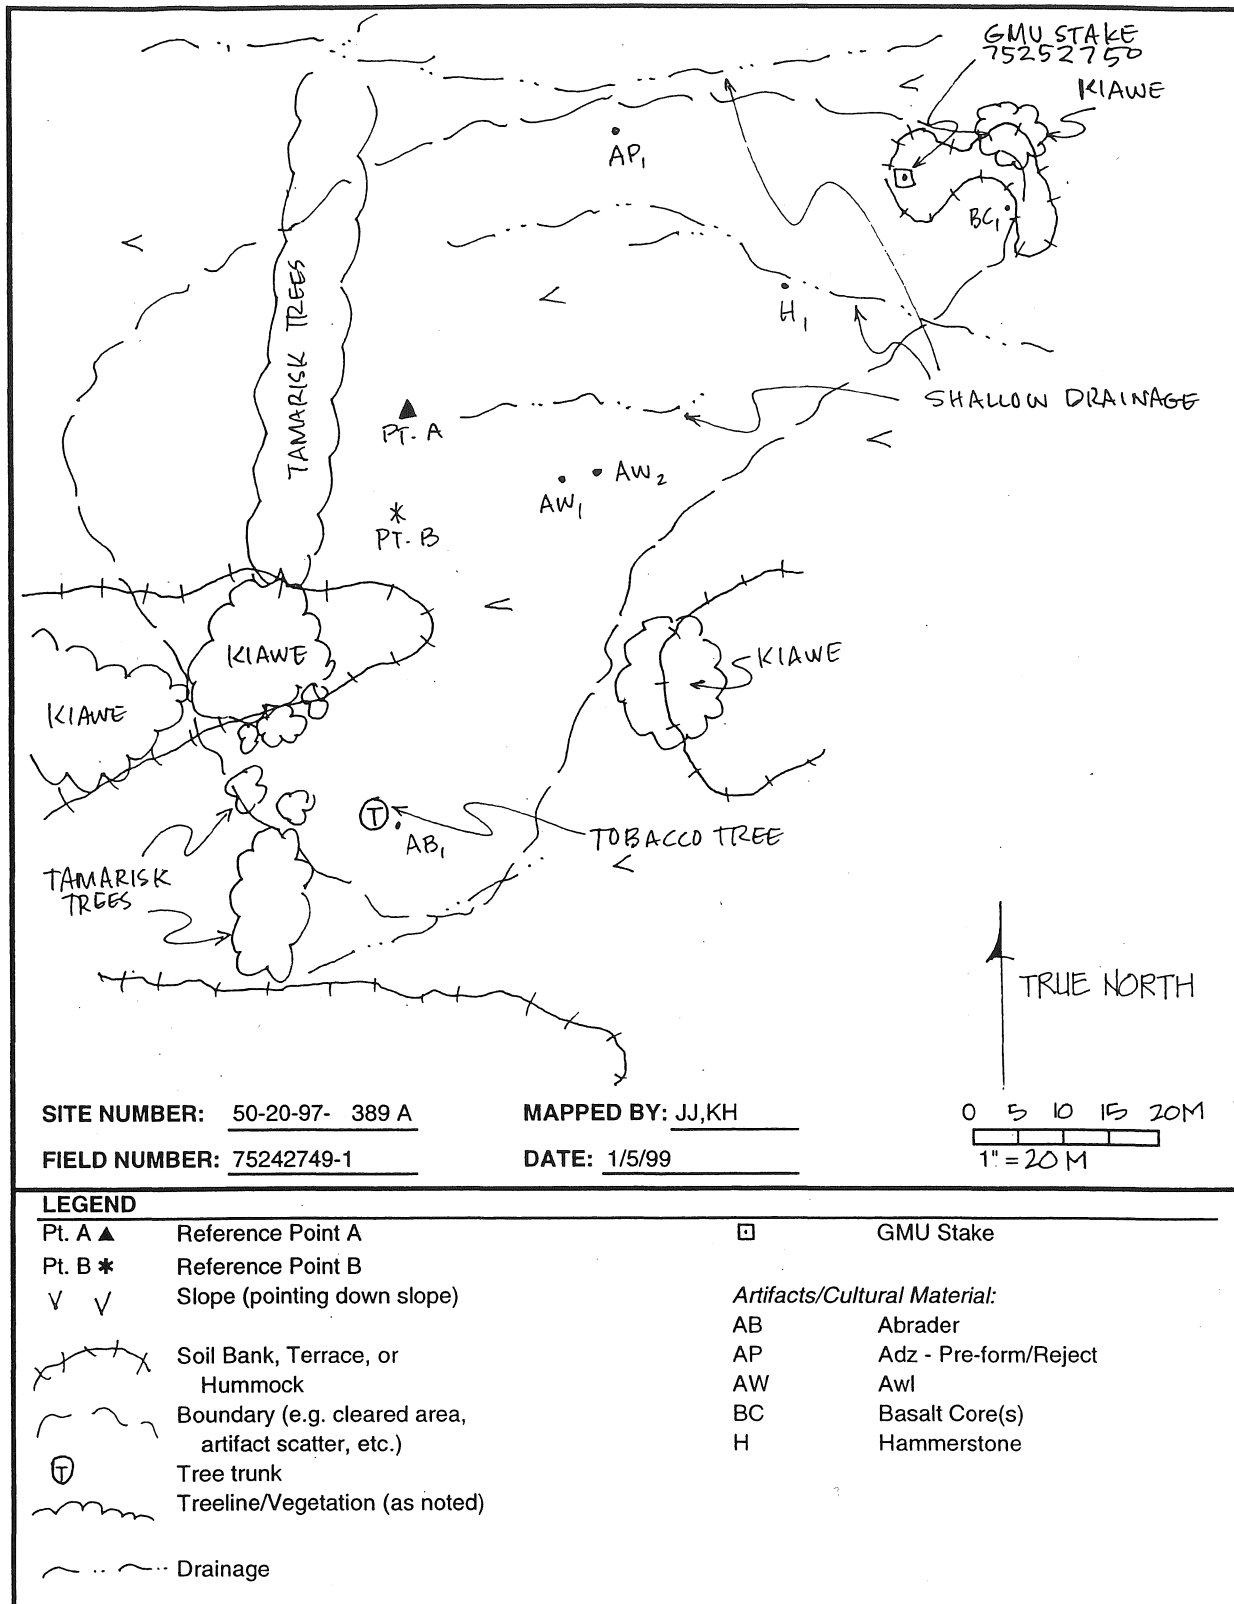 GMU STAKE
75252750
KIAWE
AP1
BC1
TAMARISK TREES
H1
SHALLOW DRAINAGE
PT. A
AW1
AW2
PT. B
KIAWE
KIAWE
KIAWE
T
AB1
TOBACCO TREE
TAMARISK
TREES
TRUE NORTH
SITE NUMBER: 50-20-97- 389 A
MAPPED BY: JJ,KH
0 5 10 15 20M
FIELD NUMBER: 75242749-1
DATE: 1/5/99
1" = 20 M
LEGEND
Pt. A ▲ Reference Point A
GMU Stake
Pt. B * Reference Point B
Slope (pointing down slope)
Artifacts/Cultural Material:
AB Abrader
Soil Bank, Terrace, or
Hummock
AP Adz - Pre-form/Reject
AW Awl
Boundary (e.g. cleared area,
artifact scatter, etc.)
BC Basalt Core(s)
H Hammerstone
T Tree trunk
Treeline/Vegetation (as noted)
Drainage